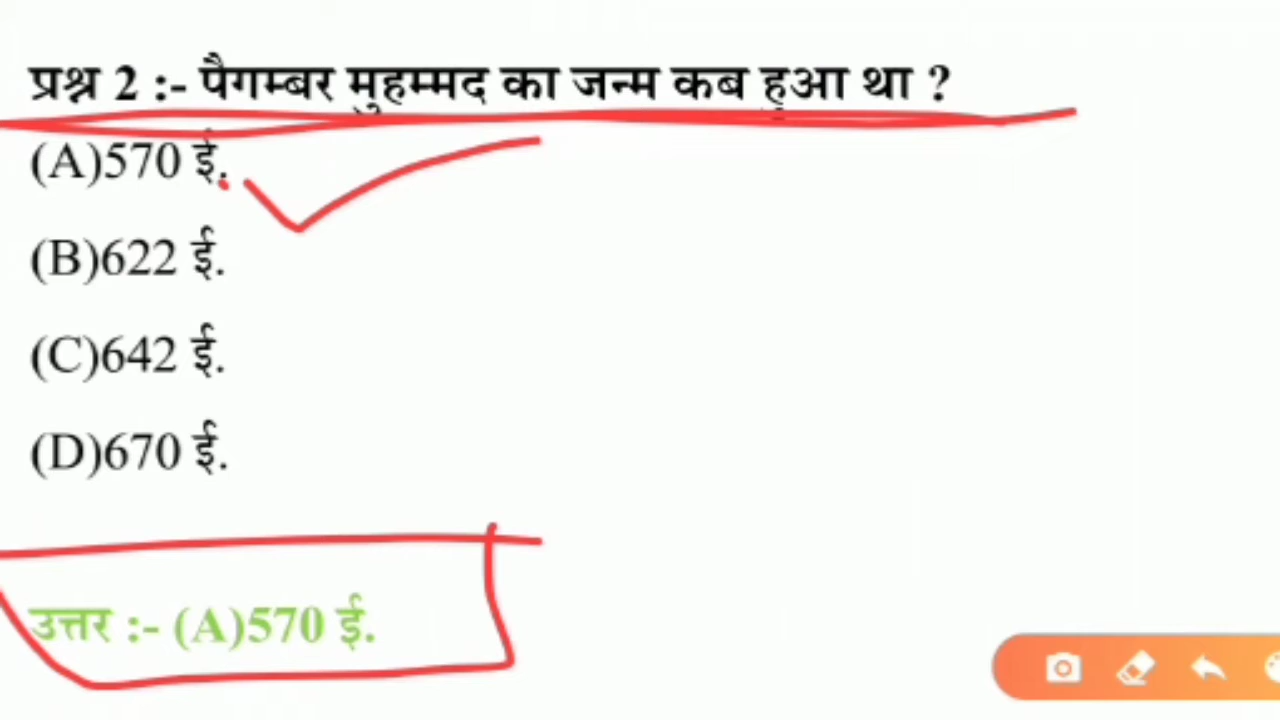 प्रश्न 2 :- पैगम्बर मुहम्मद का जन्म कब हुआ था ?
(A)570 ई.
(B)622 ई.
(C)642 ई.
(D)670 ई.
उत्तर :- (A)570 ई.